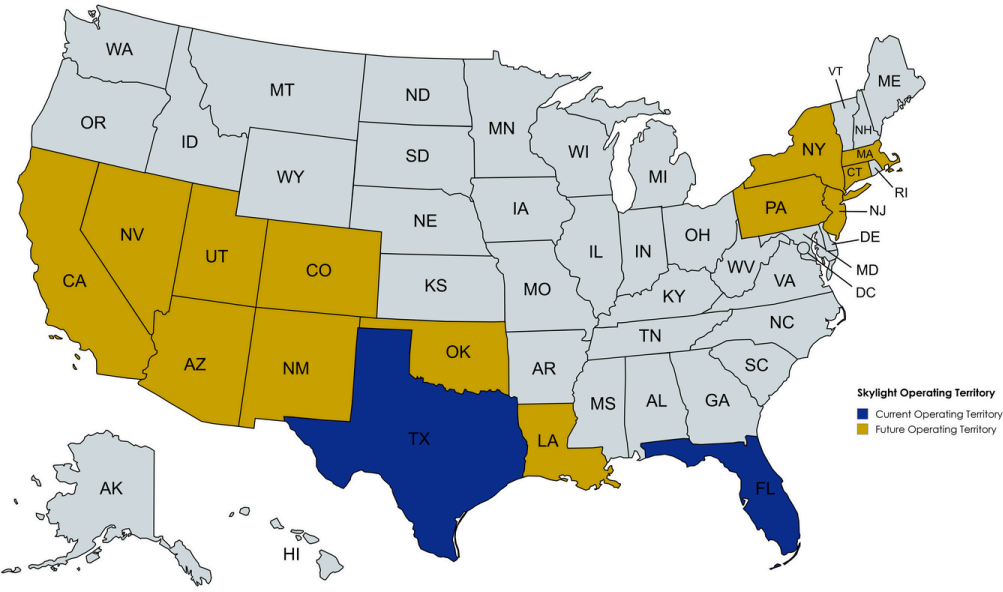 WA
MT
ND
MN
VT
ME
OR
ID
SD
WI
MI
NH
NY
MA
CT
RI
WY
NE
IA
PA
NJ
NV
UT
CO
KS
IL
IN
OH
DE
MD
DC
CA
MO
WV
VA
KY
AZ
NM
OK
AR
TN
NC
SC
MS
AL
GA
TX
LA
FL
AK
HI
Skylight Operating Territory
Current Operating Territory
Future Operating Territory